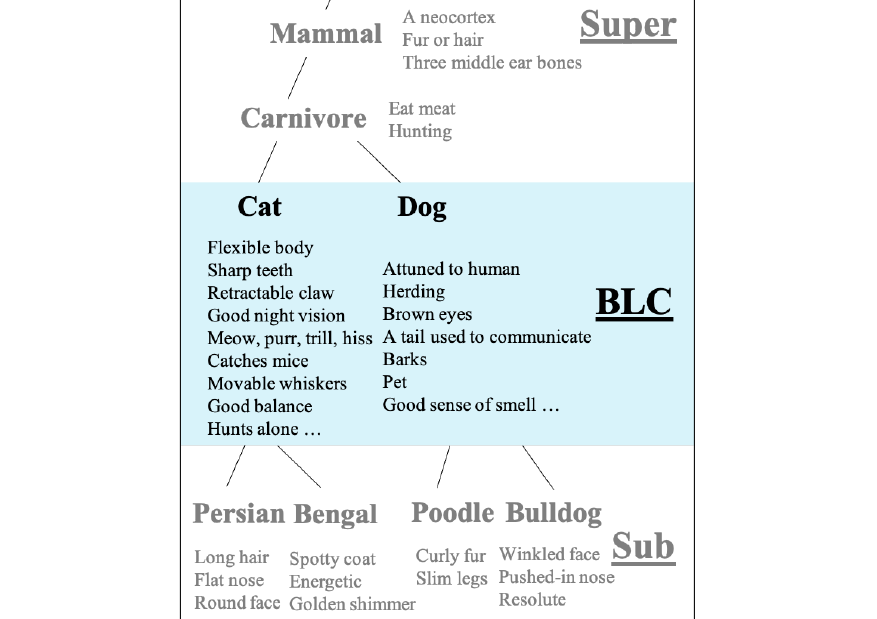 Mammal
A neocortex
Fur or hair
Three middle ear bones
Super
Carnivore
Eat meat
Hunting
Cat
Flexible body
Sharp teeth
Retractable claw
Good night vision
Meow, purr, trill, hiss
Catches mice
Movable whiskers
Good balance
Hunts alone …
Dog
Attuned to human
Herding
Brown eyes
A tail used to communicate
Barks
Pet
Good sense of smell …
BLC
Persian
Long hair
Flat nose
Round face
Bengal
Spotty coat
Energetic
Golden shimmer
Poodle
Curly fur
Slim legs
Bulldog
Winkled face
Pushed-in nose
Resolute
Sub